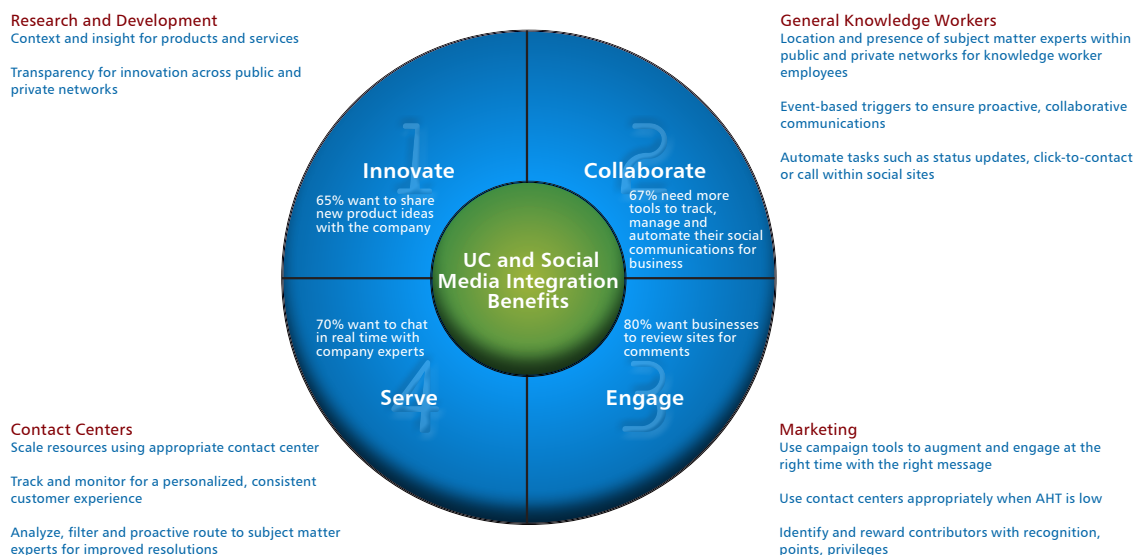 Research and Development
Context and insight for products and services
Transparency for innovation across public and
private networks
General Knowledge Workers
Location and presence of subject matter experts within
public and private networks for knowledge worker
employees
Event-based triggers to ensure proactive, collaborative
communications
Automate tasks such as status updates, click-to-contact
or call within social sites
1
Innovate
65% want to share
new product ideas
with the company
2
Collaborate
67% need more
tools to track,
manage and
automate their social
communications for
business
UC and Social
Media Integration
Benefits
70% want to chat
in real time with
company experts
4
Serve
80% want businesses
to review sites for
comments
3
Engage
Contact Centers
Scale resources using appropriate contact center
Track and monitor for a personalized, consistent
customer experience
Analyze, filter and proactive route to subject matter
experts for improved resolutions
Marketing
Use campaign tools to augment and engage at the
right time with the right message
Use contact centers appropriately when AHT is low
Identify and reward contributors with recognition,
points, privileges